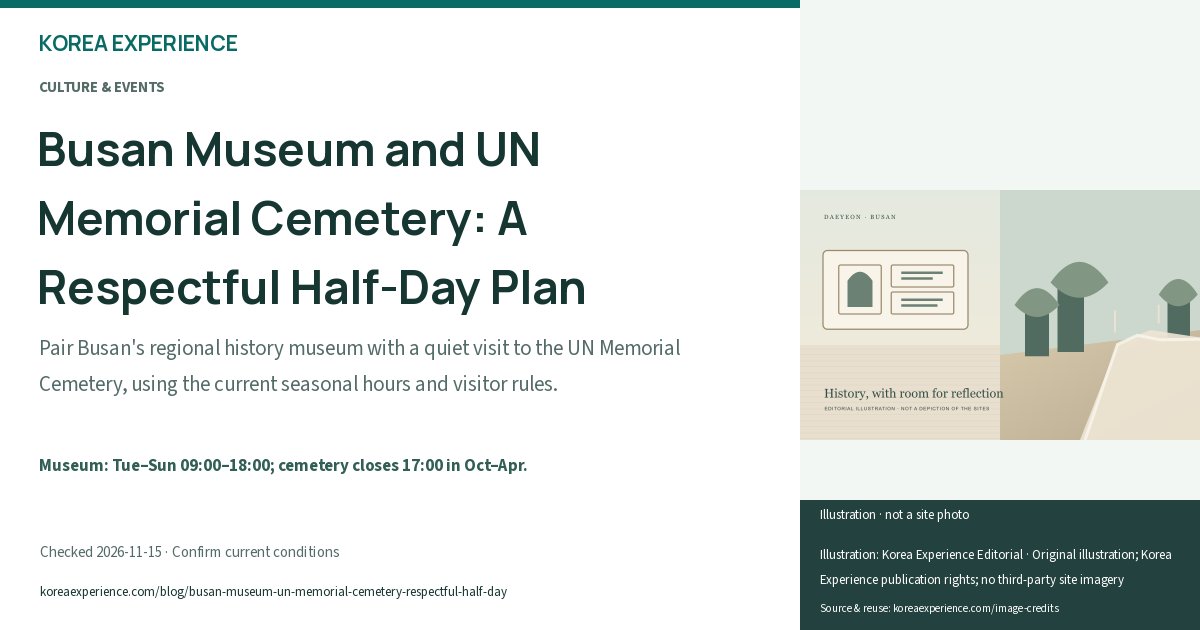 KOREA EXPERIENCE
CULTURE & EVENTS
Busan Museum and UN
Memorial Cemetery: A
Respectful Half-Day Plan
Pair Busan's regional history museum with a quiet visit to the UN Memorial
Cemetery, using the current seasonal hours and visitor rules.
Museum: Tue–Sun 09:00–18:00; cemetery closes 17:00 in Oct–Apr.
Checked 2026-11-15 · Confirm current conditions
koreaexperience.com/blog/busan-museum-un-memorial-cemetery-respectful-half-day
DAEYEON · BUSAN
History, with room for reflection
EDITORIAL ILLUSTRATION · NOT A DEPICTION OF THE SITES
Illustration · not a site photo
Illustration: Korea Experience Editorial · Original illustration; Korea
Experience publication rights; no third-party site imagery
Source & reuse: koreaexperience.com/image-credits